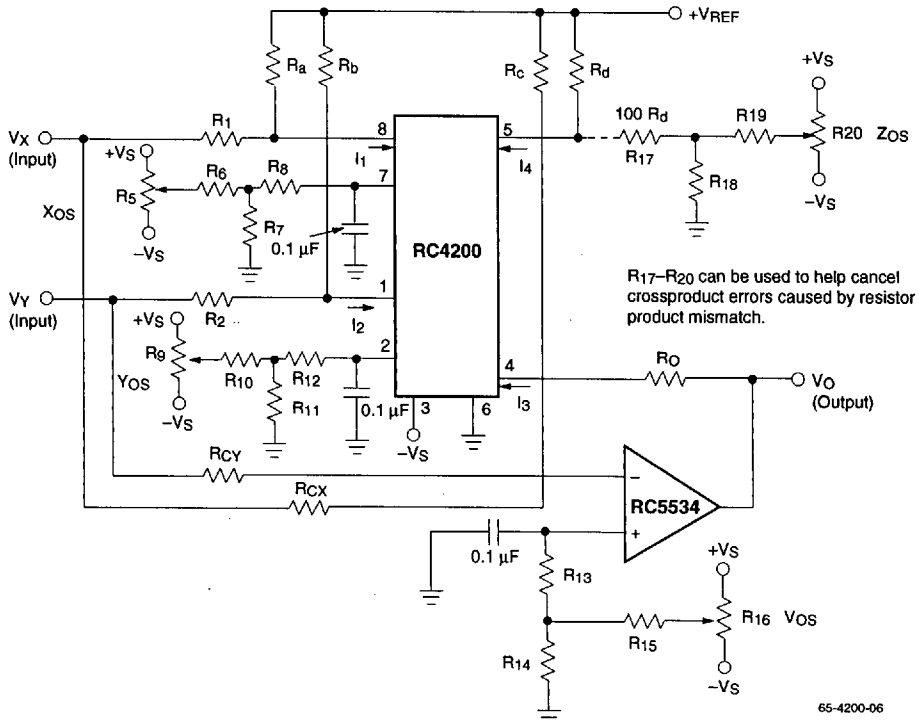 +VREF
Ra
Rb
Rc
Rd
+VS
VX
(Input)
R1
8
5
100 Rd
R17
R19
R20
ZOS
I1
I4
+VS
R6
R8
7
R5
R18
−VS
XOS
R7
0.1 µF
RC4200
−VS
R17–R20 can be used to help cancel
crossproduct errors caused by resistor
product mismatch.
VY
(Input)
R2
1
I2
+VS
R9
2
4
RO
VO
(Output)
YOS
R10
R12
I3
R11
0.1 µF
3
6
−VS
−VS
RCY
RCX
−
RC5534
+
0.1 µF
R13
+VS
R15
R16
VOS
R14
−VS
65-4200-06